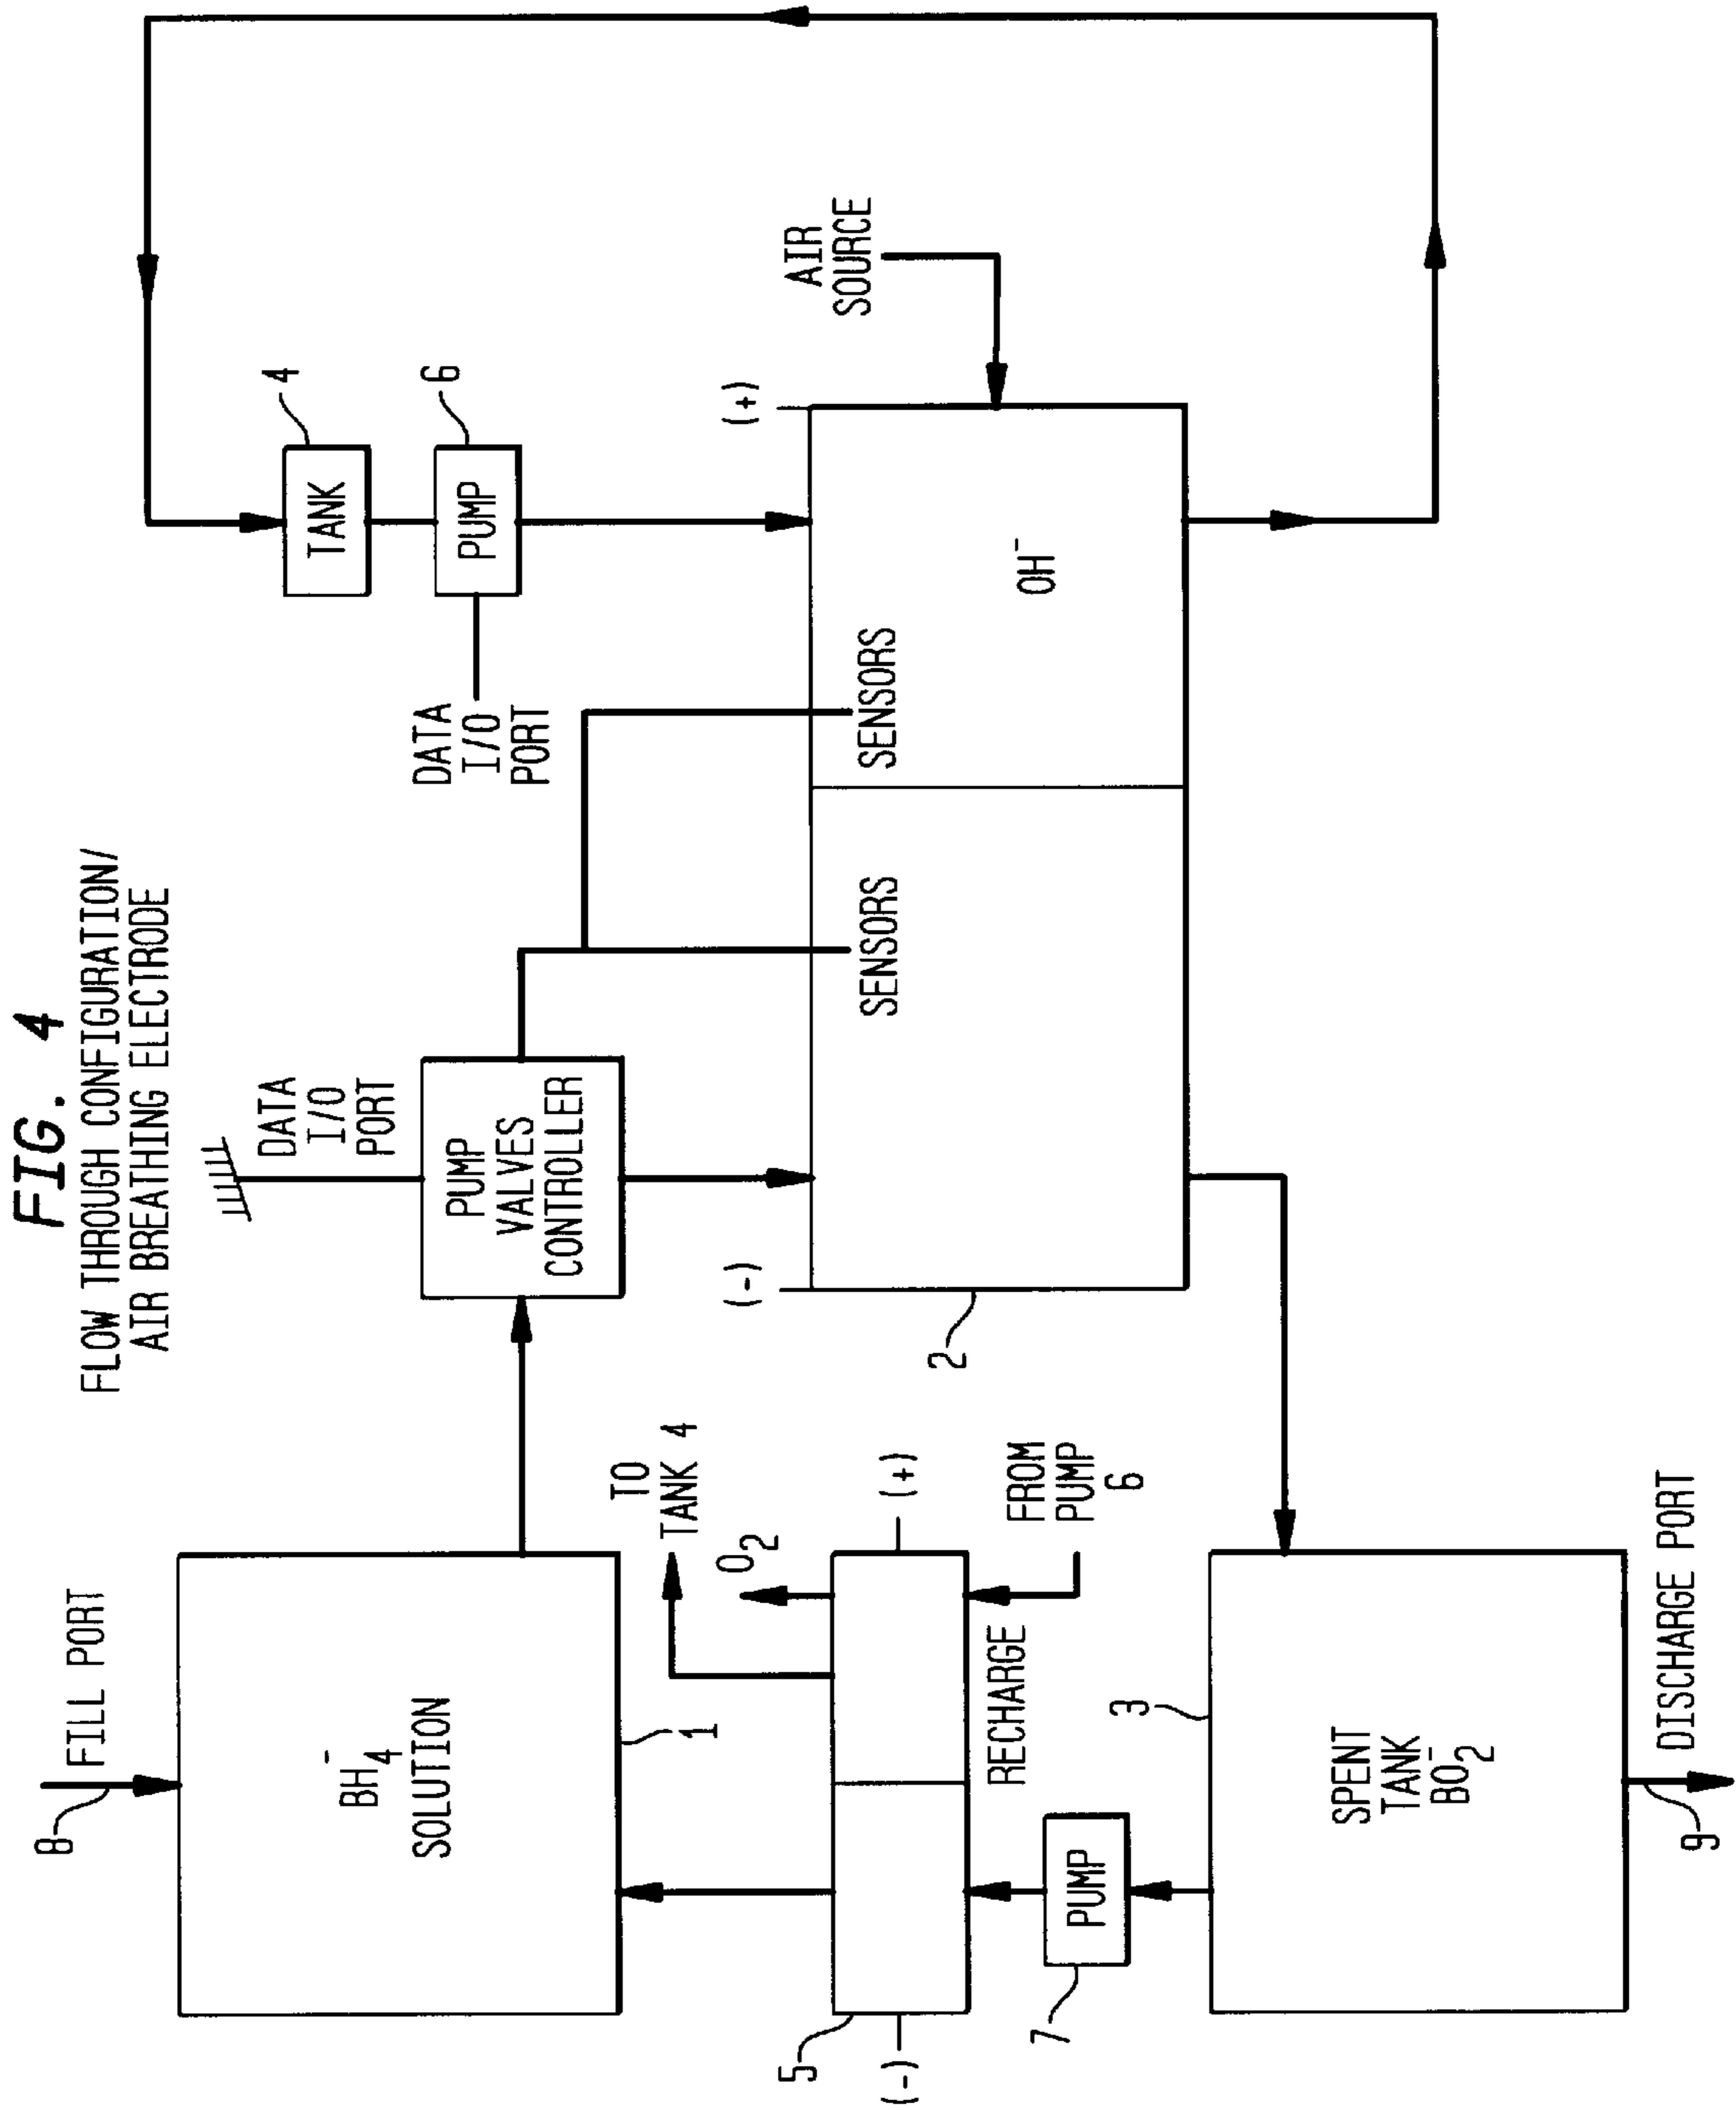 FIG. 4
FLOW THROUGH CONFIGURATION/
AIR BREATHING ELECTRODE
8
FILL PORT
BH₄⁻
SOLUTION
1
DATA
I/O
PORT
PUMP
VALVES
CONTROLLER
DATA
I/O
PORT
TANK
4
PUMP
6
TO
TANK 4
O₂
(-)
5
(+)
RECHARGE
FROM
PUMP
6
PUMP
7
(-)
2
SENSORS
SENSORS
(+)
OH⁻
AIR
SOURCE
3
SPENT
TANK
BO₂⁻
9
DISCHARGE PORT